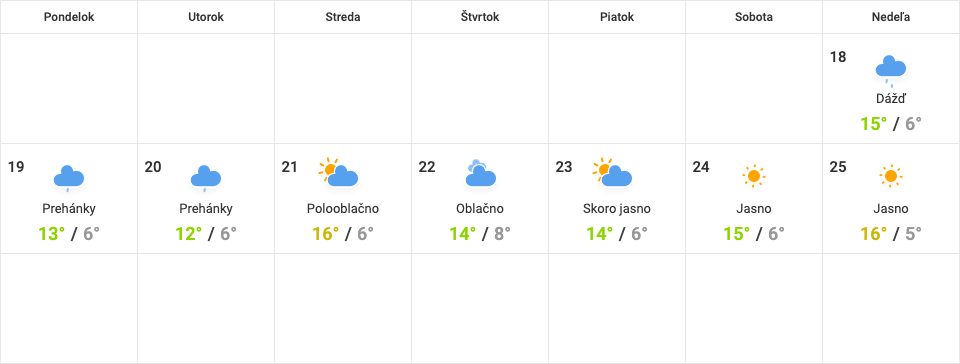 Pondelok Utorok Streda Štvrtok Piatok Sobota Nedeľa
18
Dážď
15° / 6°
19 20 21 22 23 24 25
Prehánky Prehánky Polooblačno Oblačno Skoro jasno Jasno Jasno
13° / 6° 12° / 6° 16° / 6° 14° / 8° 14° / 6° 15° / 6° 16° / 5°